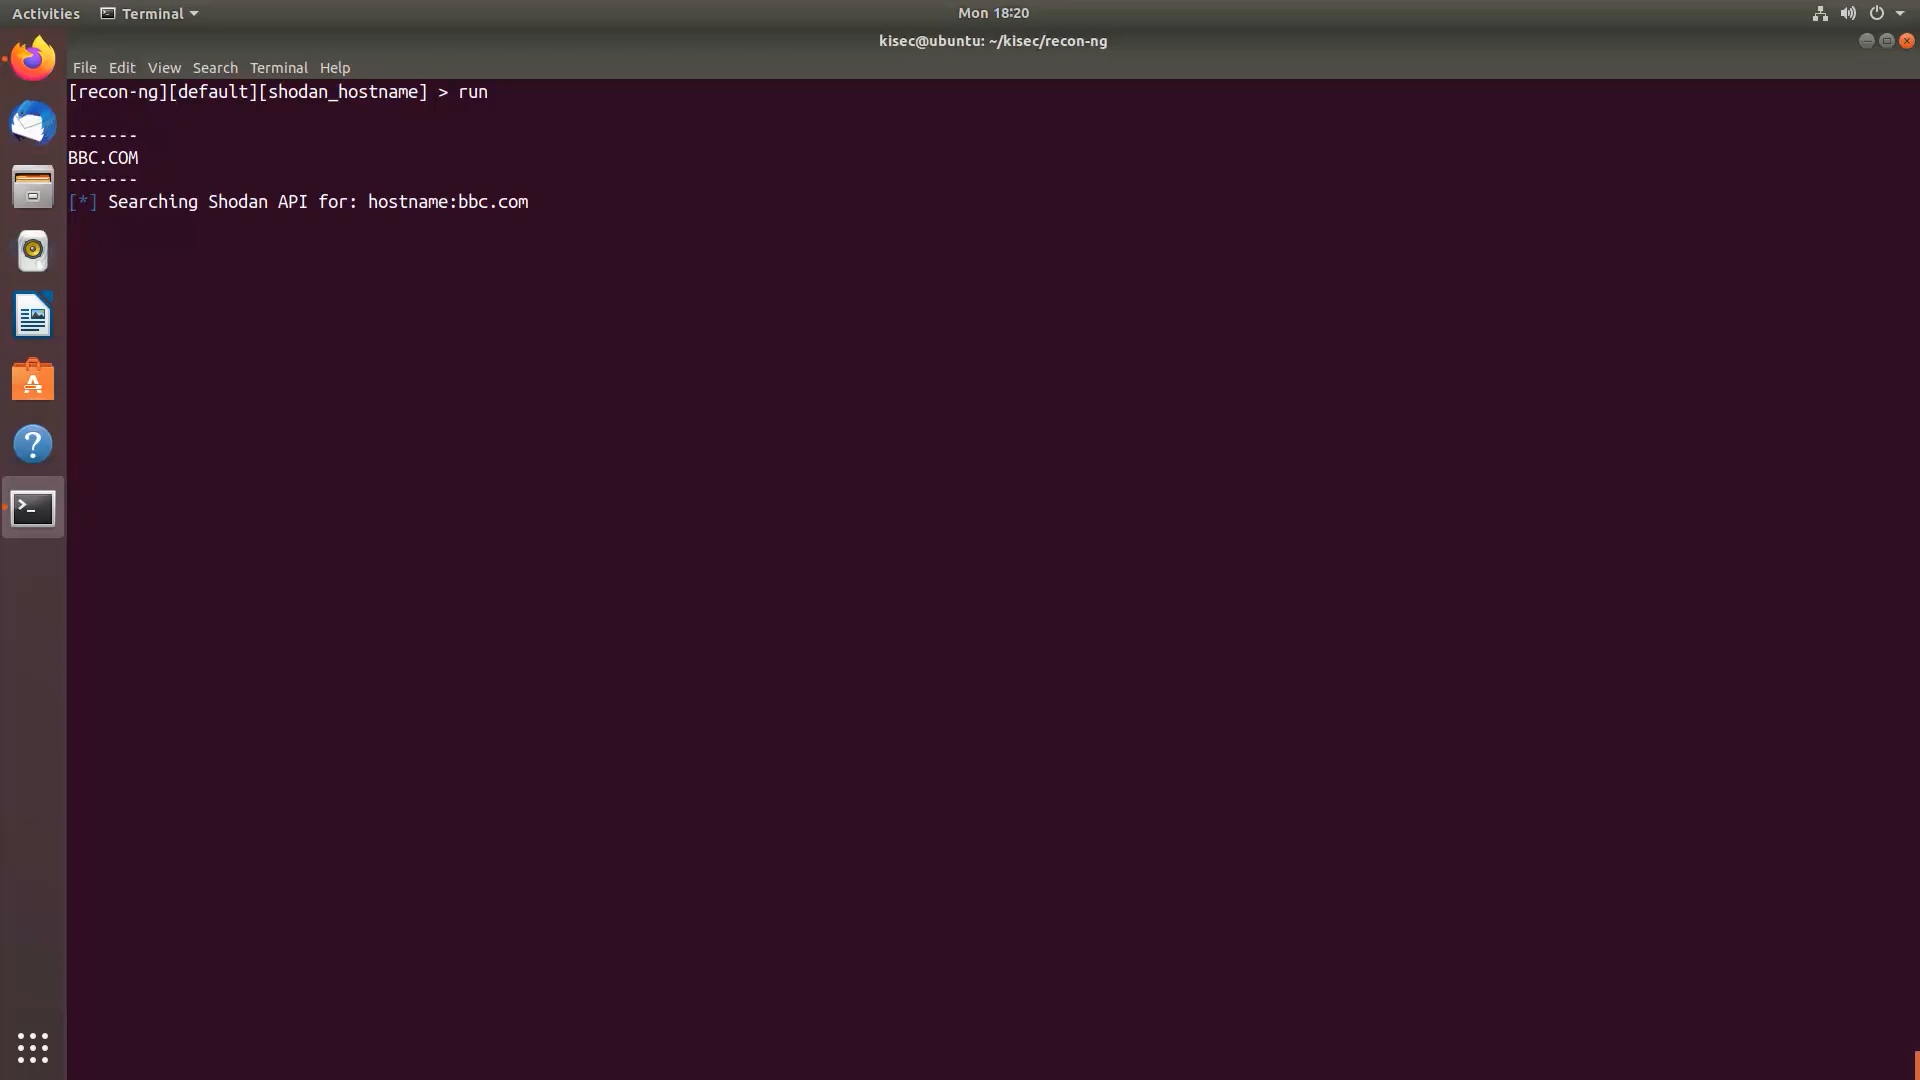 Activities Terminal Mon 18:20
kisec@ubuntu: ~/kisec/recon-ng
File Edit View Search Terminal Help
[recon-ng][default][shodan_hostname] > run
-------
BBC.COM
-------
[*] Searching Shodan API for: hostname:bbc.com